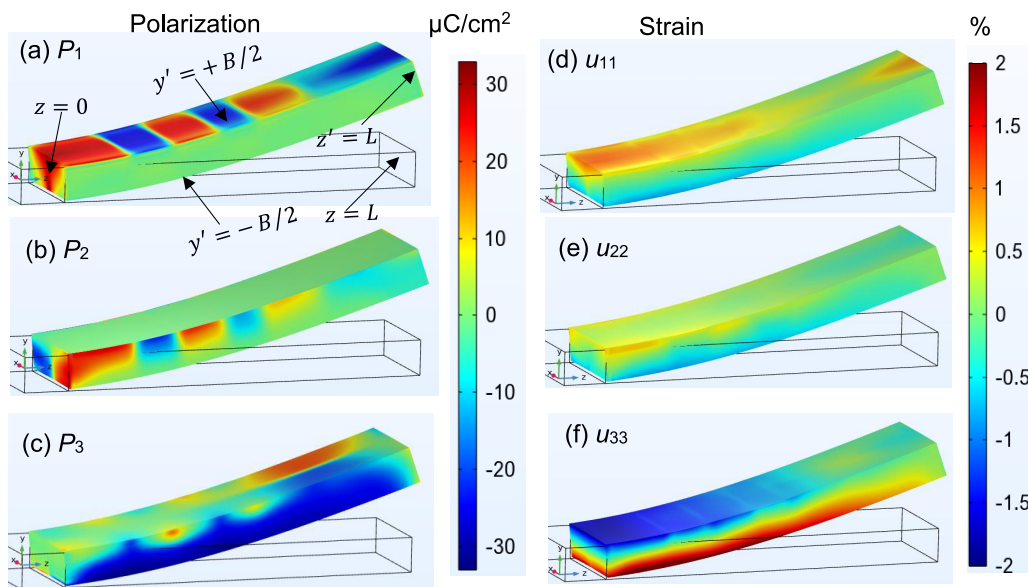 Polarization
µC/cm²
Strain
%
(a) P₁
y′ = +B/2
z = 0
z′ = L
y′ = −B/2
z = L
y
x
z
(b) P₂
y
x
z
(c) P₃
y
x
z
30
20
10
0
-10
-20
-30
(d) u₁₁
y
x
z
(e) u₂₂
y
x
z
(f) u₃₃
y
x
z
2
1.5
1
0.5
0
-0.5
-1
-1.5
-2